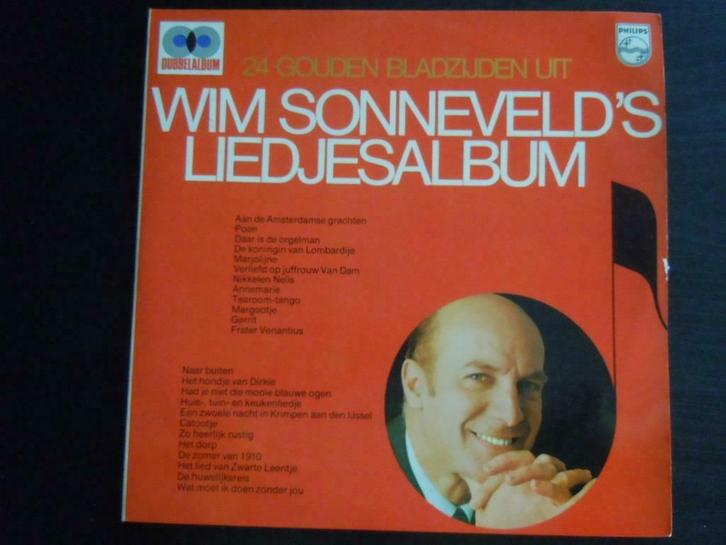 DUBBELALBUM
PHILIPS
24 GOUDEN BLADZIJDEN UIT
WIM SONNEVELD'S
LIEDJESALBUM
Aan de Amsterdamse grachten
Poen
Daar is de orgelman
De koningin van Lombardije
Marjolijne
Verliefd op juffrouw Van Dam
Nikkelen Nelis
Annemarie
Tearoom-tango
Margootje
Gerrit
Frater Venantius
Naar buiten
Het hondje van Dirkie
Had je niet die mooie blauwe ogen
Huis-, tuin- en keukenliedje
Een zwoele nacht in Krimpen aan den IJssel
Catootje
Zo heerlijk rustig
Het dorp
De zomer van 1910
Het lied van Zwarte Leentje
De huwelijksreis
Wat moet ik doen zonder jou